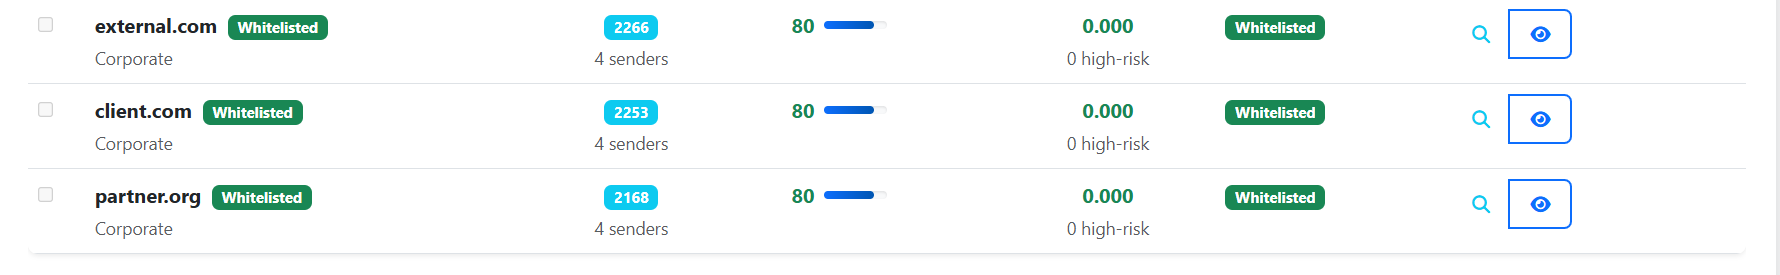 external.com Whitelisted 2266 80 0.000 Whitelisted
Corporate 4 senders 0 high-risk
client.com Whitelisted 2253 80 0.000 Whitelisted
Corporate 4 senders 0 high-risk
partner.org Whitelisted 2168 80 0.000 Whitelisted
Corporate 4 senders 0 high-risk